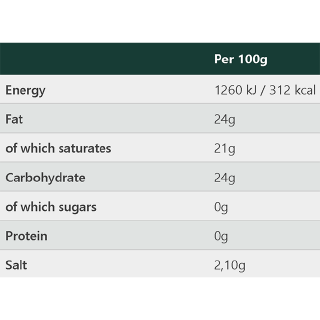 Per 100g
Energy 1260 kJ / 312 kcal
Fat 24g
of which saturates 21g
Carbohydrate 24g
of which sugars 0g
Protein 0g
Salt 2,10g